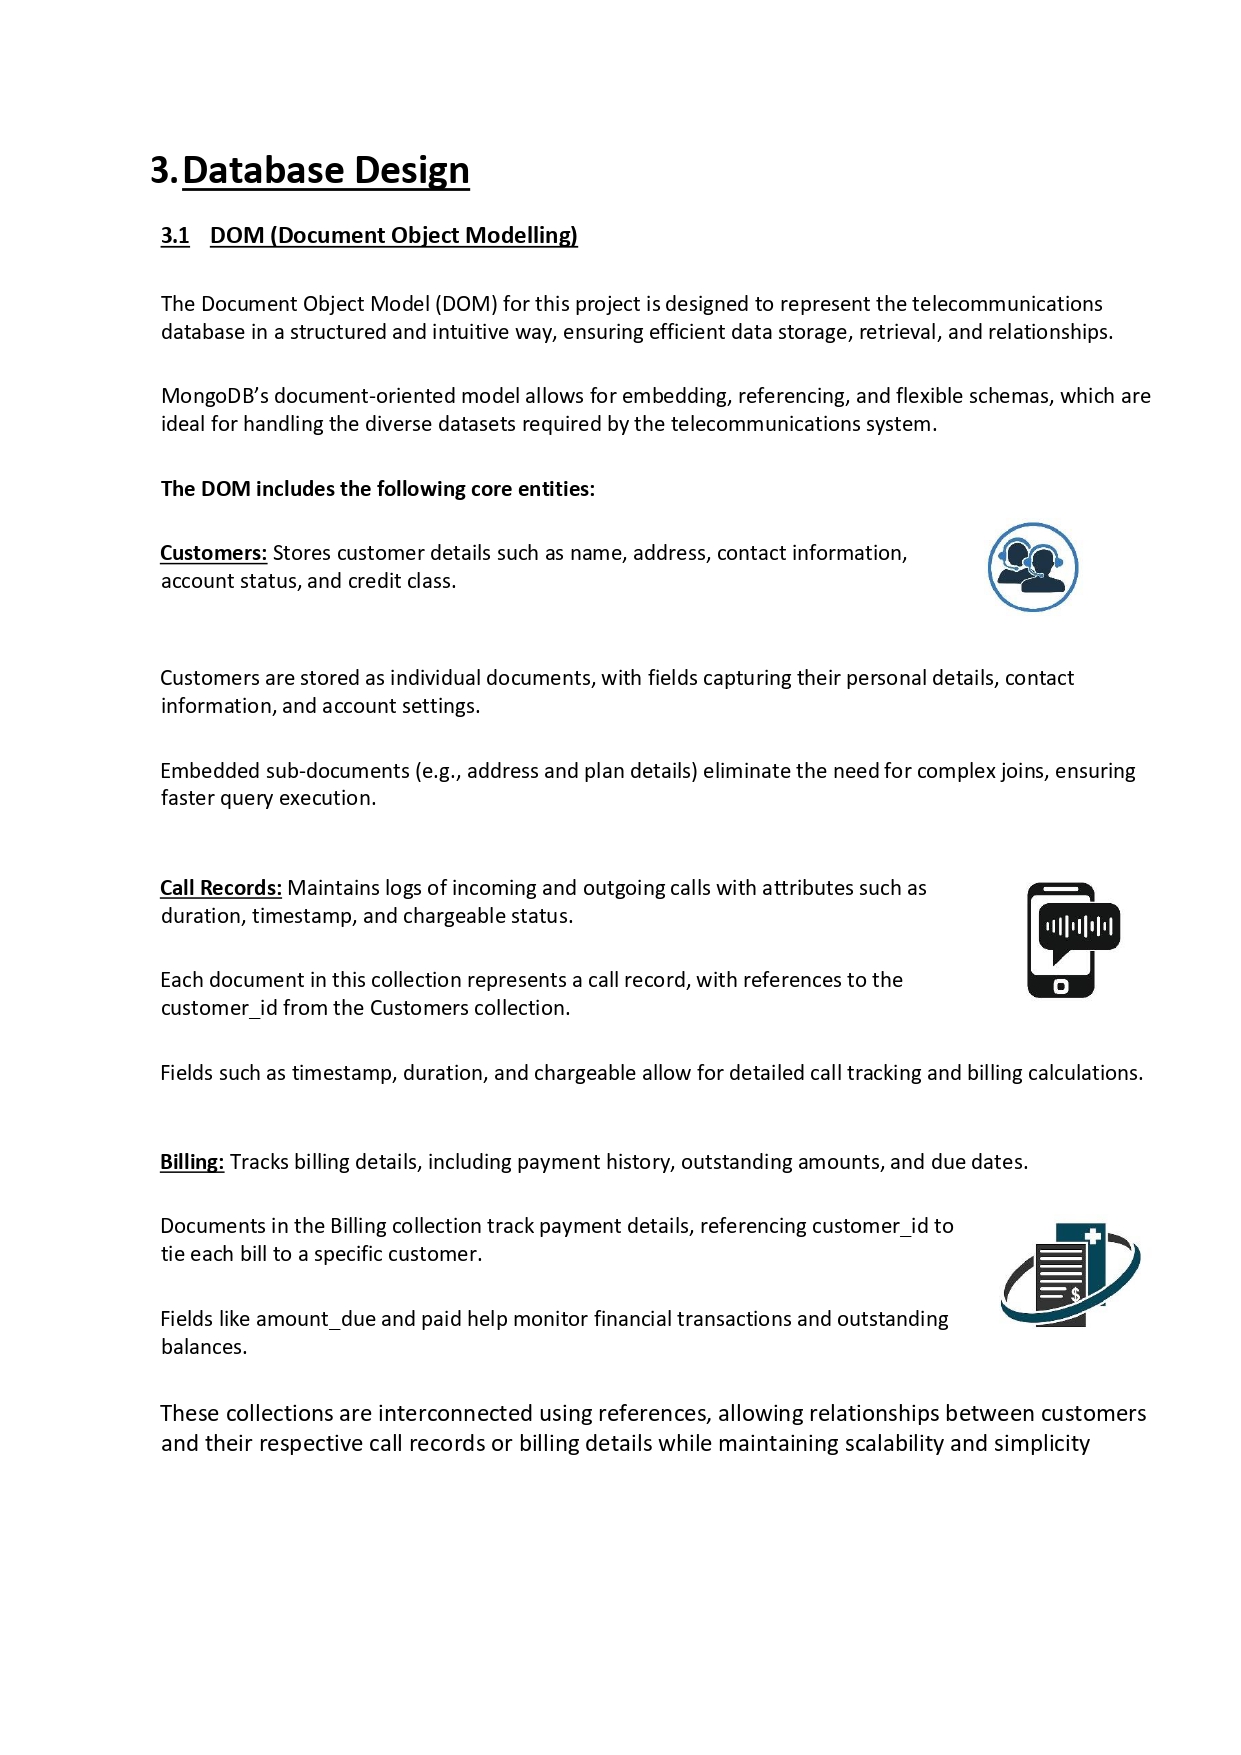 3. Database Design
3.1 DOM (Document Object Modelling)
The Document Object Model (DOM) for this project is designed to represent the telecommunications
database in a structured and intuitive way, ensuring efficient data storage, retrieval, and relationships.
MongoDB’s document-oriented model allows for embedding, referencing, and flexible schemas, which are
ideal for handling the diverse datasets required by the telecommunications system.
The DOM includes the following core entities:
Customers: Stores customer details such as name, address, contact information,
account status, and credit class.
Customers are stored as individual documents, with fields capturing their personal details, contact
information, and account settings.
Embedded sub-documents (e.g., address and plan details) eliminate the need for complex joins, ensuring
faster query execution.
Call Records: Maintains logs of incoming and outgoing calls with attributes such as
duration, timestamp, and chargeable status.
Each document in this collection represents a call record, with references to the
customer_id from the Customers collection.
Fields such as timestamp, duration, and chargeable allow for detailed call tracking and billing calculations.
Billing: Tracks billing details, including payment history, outstanding amounts, and due dates.
Documents in the Billing collection track payment details, referencing customer_id to
tie each bill to a specific customer.
$
Fields like amount_due and paid help monitor financial transactions and outstanding
balances.
These collections are interconnected using references, allowing relationships between customers
and their respective call records or billing details while maintaining scalability and simplicity